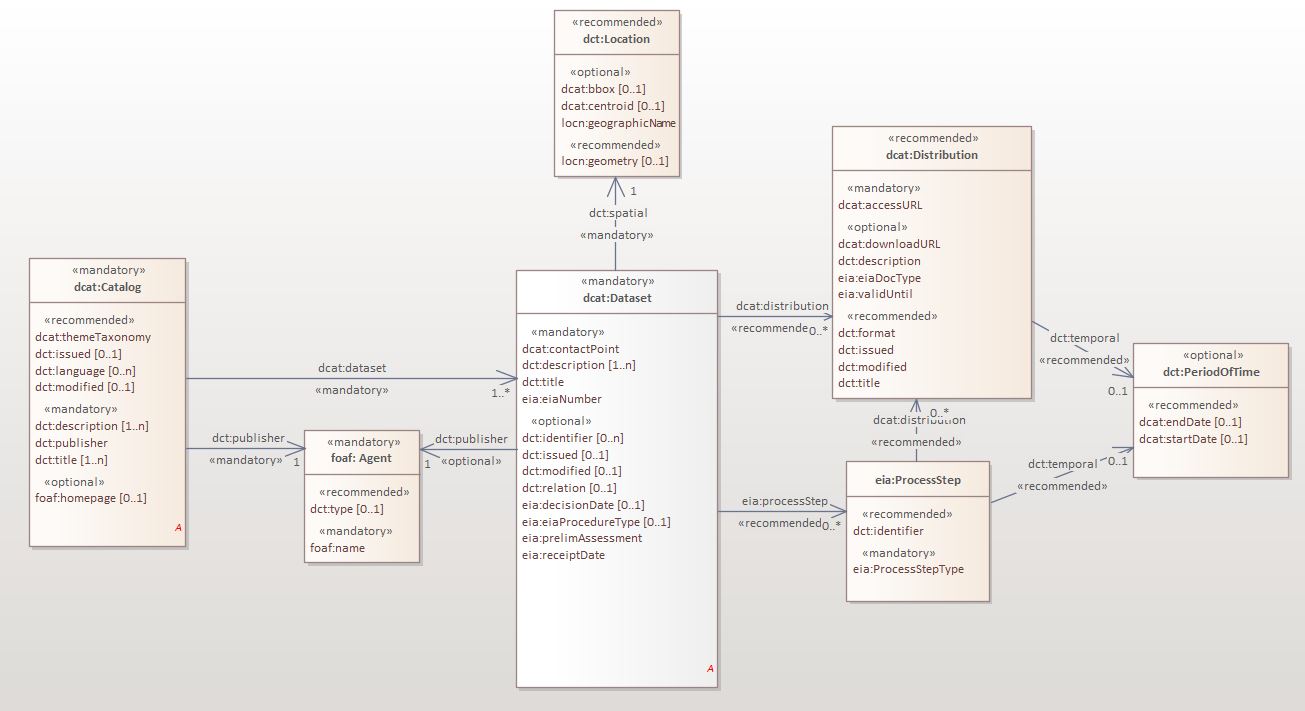 «recommended»
dct:Location
«optional»
dcat:bbox [0..1]
dcat:centroid [0..1]
locn:geographicName
«recommended»
locn:geometry [0..1]
1
dct:spatial
«mandatory»
«mandatory»
dcat:Catalog
«recommended»
dcat:themeTaxonomy
dct:issued [0..1]
dct:language [0..n]
dct:modified [0..1]
«mandatory»
dct:description [1..n]
dct:publisher
dct:title [1..n]
«optional»
foaf:homepage [0..1]
A
dcat:dataset
«mandatory»
1..*
dct:publisher
«mandatory»
1
«mandatory»
foaf: Agent
«recommended»
dct:type [0..1]
«mandatory»
foaf:name
dct:publisher
«optional»
1
«mandatory»
dcat:Dataset
«mandatory»
dcat:contactPoint
dct:description [1..n]
dct:title
eia:eiaNumber
«optional»
dct:identifier [0..n]
dct:issued [0..1]
dct:modified [0..1]
dct:relation [0..1]
eia:decisionDate [0..1]
eia:eiaProcedureType [0..1]
eia:prelimAssessment
eia:receiptDate
A
dcat:distribution
«recommende
0..*
eia:processStep
«recommended
0..*
«recommended»
dcat:Distribution
«mandatory»
dcat:accessURL
«optional»
dcat:downloadURL
dct:description
eia:eiaDocType
eia:validUntil
«recommended»
dct:format
dct:issued
dct:modified
dct:title
0..*
dcat:distribution
«recommended»
eia:ProcessStep
«recommended»
dct:identifier
«mandatory»
eia:ProcessStepType
dct:temporal
«recommended»
0..1
dct:temporal
0..1
«recommended»
«optional»
dct:PeriodOfTime
«recommended»
dcat:endDate [0..1]
dcat:startDate [0..1]